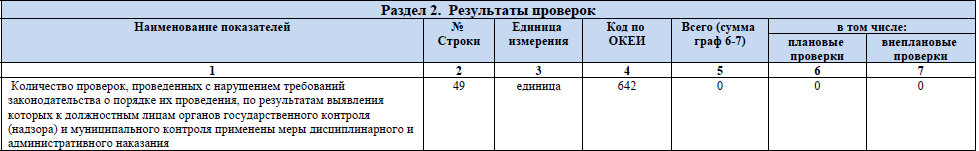 Раздел 2. Результаты проверок
Наименование показателей
№ Строки
Единица измерения
Код по ОКЕИ
Всего (сумма граф 6-7)
в том числе:
плановые проверки
внеплановые проверки
1 2 3 4 5 6 7
Количество проверок, проведенных с нарушением требований
законодательства о порядке их проведения, по результатам выявления
которых к должностным лицам органов государственного контроля
(надзора) и муниципального контроля применены меры дисциплинарного и
административного наказания
49 единица 642 0 0 0